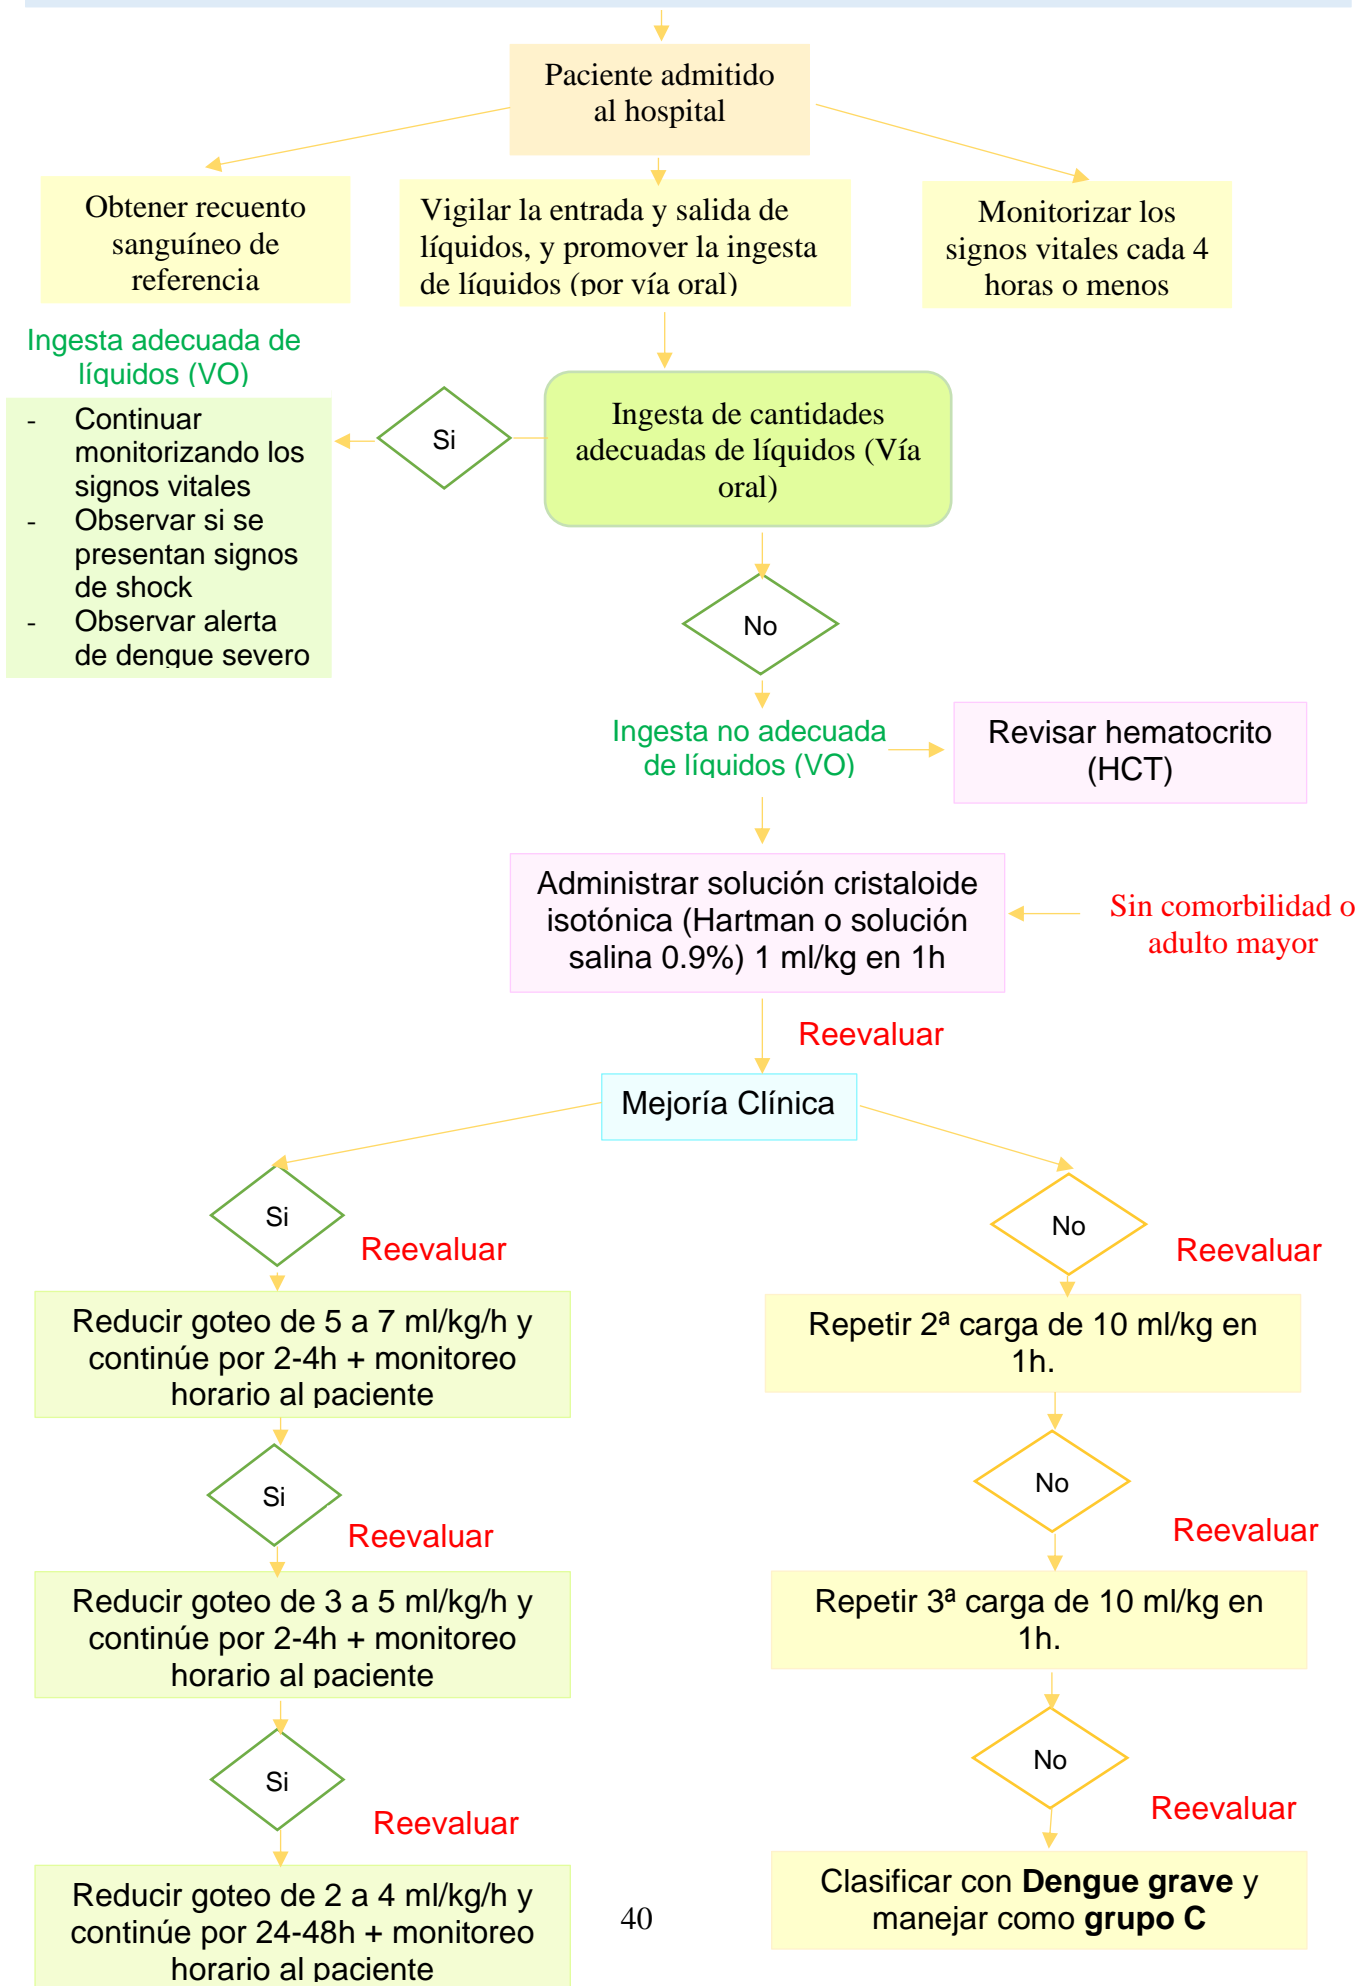 Paciente admitido
al hospital
Obtener recuento
sanguíneo de
referencia
Vigilar la entrada y salida de
líquidos, y promover la ingesta
de líquidos (por vía oral)
Monitorizar los
signos vitales cada 4
horas o menos
Ingesta adecuada de
líquidos (VO)
- Continuar
monitorizando los
signos vitales
- Observar si se
presentan signos
de shock
- Observar alerta
de dengue severo
Si
Ingesta de cantidades
adecuadas de líquidos (Vía
oral)
No
Ingesta no adecuada
de líquidos (VO)
Revisar hematocrito
(HCT)
Administrar solución cristaloide
isotónica (Hartman o solución
salina 0.9%) 1 ml/kg en 1h
Sin comorbilidad o
adulto mayor
Reevaluar
Mejoría Clínica
Si
Reevaluar
No
Reevaluar
Reducir goteo de 5 a 7 ml/kg/h y
continúe por 2-4h + monitoreo
horario al paciente
Repetir 2ª carga de 10 ml/kg en
1h.
Si
Reevaluar
No
Reevaluar
Reducir goteo de 3 a 5 ml/kg/h y
continúe por 2-4h + monitoreo
horario al paciente
Repetir 3ª carga de 10 ml/kg en
1h.
Si
Reevaluar
No
Reevaluar
Reducir goteo de 2 a 4 ml/kg/h y
continúe por 24-48h + monitoreo
horario al paciente
40
Clasificar con Dengue grave y
manejar como grupo C